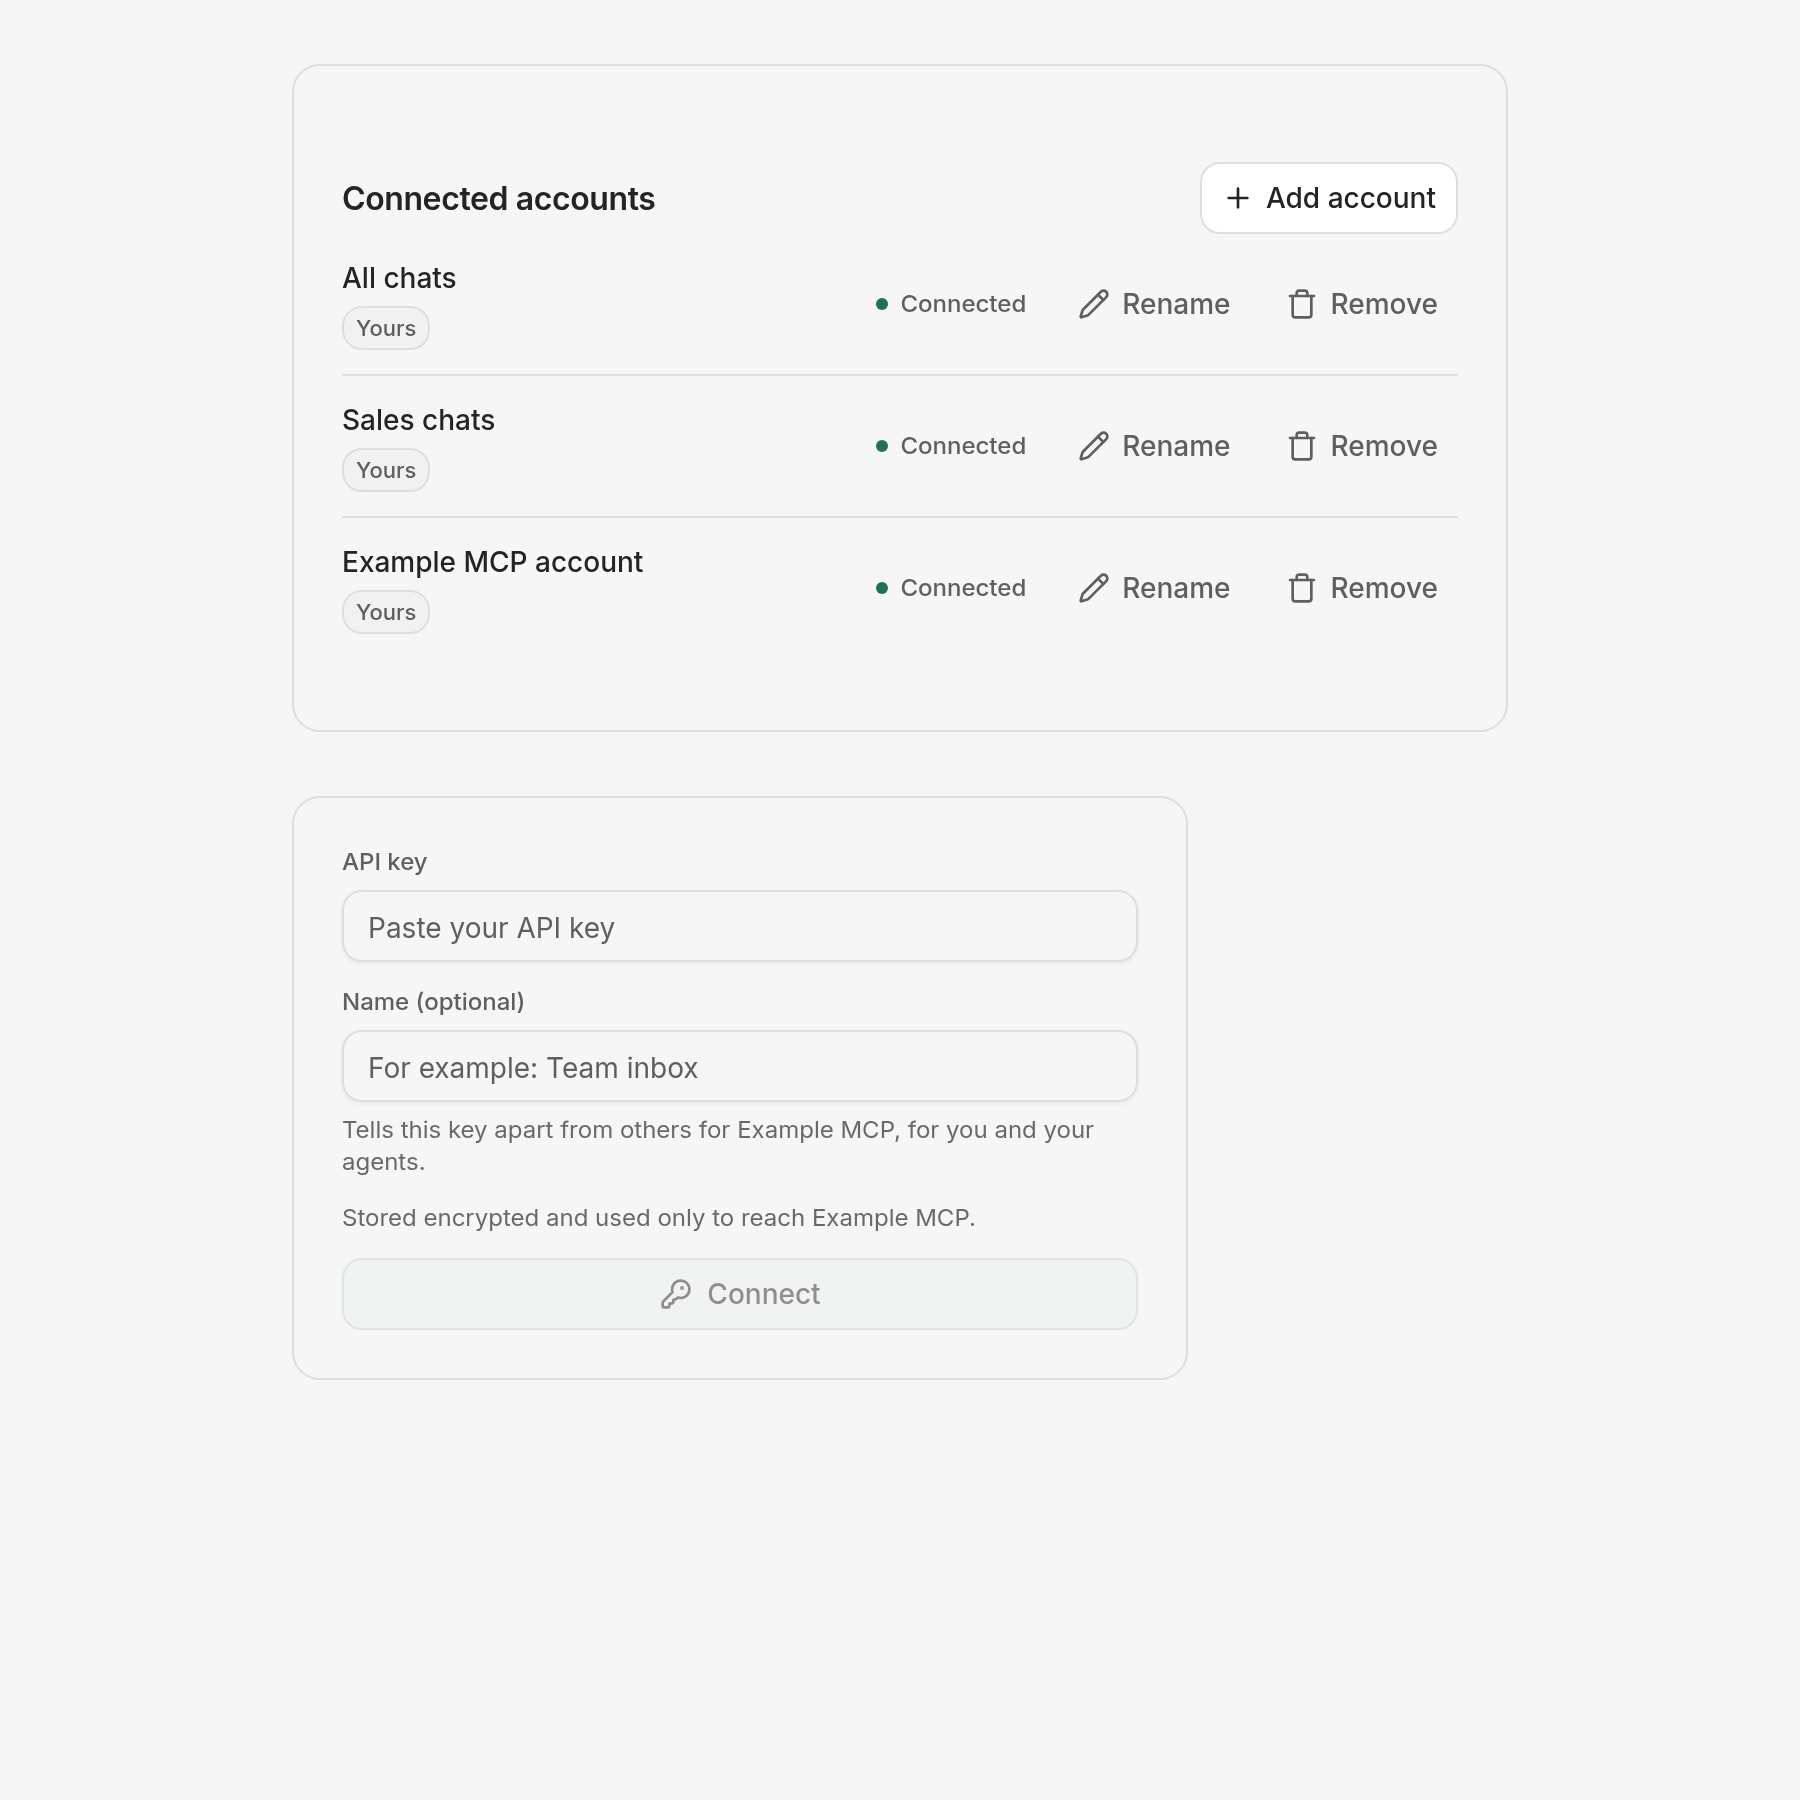 Connected accounts
Add account
All chats
Yours
Connected
Rename
Remove
Sales chats
Yours
Connected
Rename
Remove
Example MCP account
Yours
Connected
Rename
Remove
API key
Paste your API key
Name (optional)
For example: Team inbox
Tells this key apart from others for Example MCP, for you and your
agents.
Stored encrypted and used only to reach Example MCP.
Connect